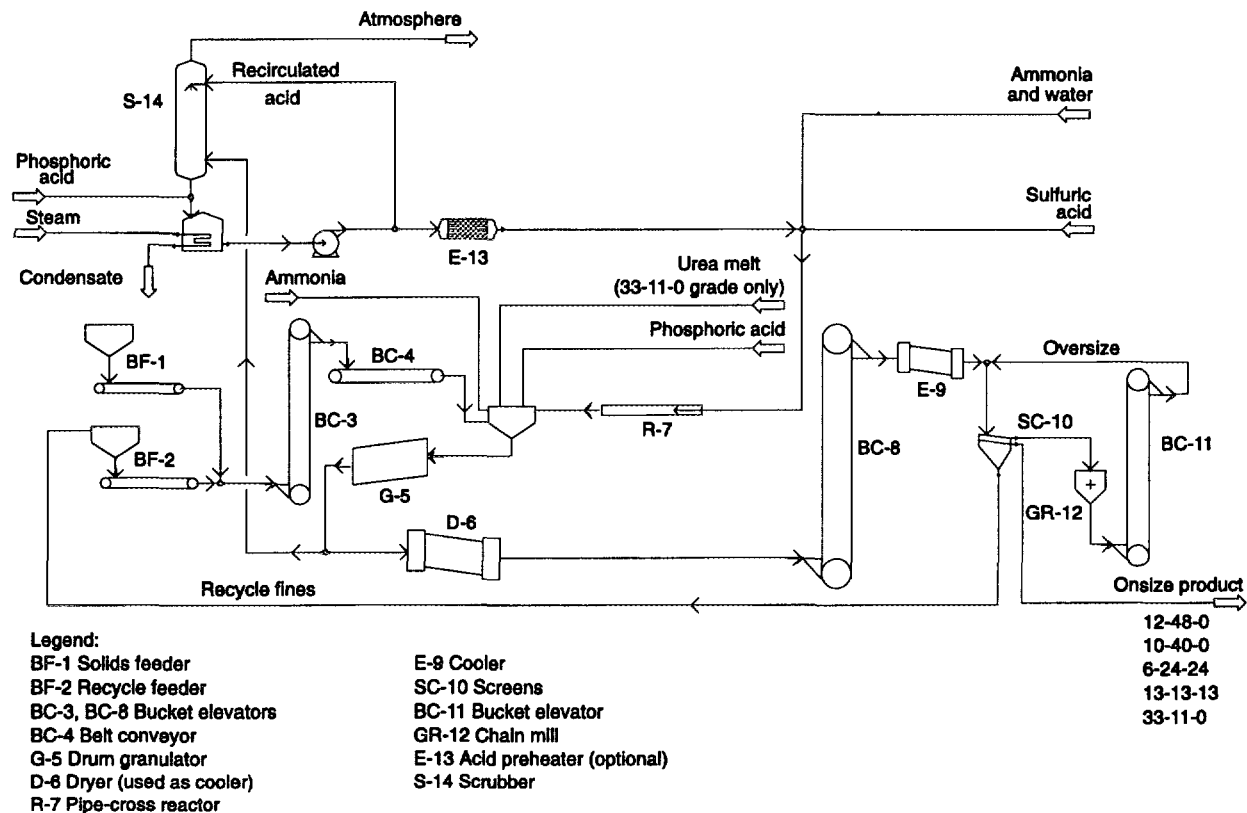 Atmosphere
Recirculated
acid
S-14
Ammonia
and water
Phosphoric
acid
Steam
Sulfuric
acid
E-13
Condensate
Ammonia
Urea melt
(33-11-0 grade only)
Phosphoric acid
BF-1
BC-4
Oversize
E-9
BC-3
R-7
SC-10
BC-8
BC-11
BF-2
G-5
GR-12
D-6
Recycle fines
Onsize product
12-48-0
10-40-0
6-24-24
13-13-13
33-11-0
Legend:
BF-1 Solids feeder
BF-2 Recycle feeder
BC-3, BC-8 Bucket elevators
BC-4 Belt conveyor
G-5 Drum granulator
D-6 Dryer (used as cooler)
R-7 Pipe-cross reactor
E-9 Cooler
SC-10 Screens
BC-11 Bucket elevator
GR-12 Chain mill
E-13 Acid preheater (optional)
S-14 Scrubber